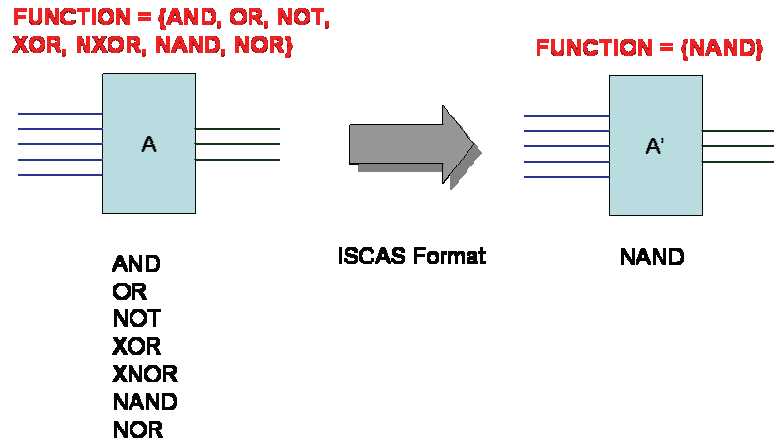 FUNCTION = {AND, OR, NOT,
XOR, NXOR, NAND, NOR}
FUNCTION = {NAND}
A
A'
ISCAS Format
NAND
AND
OR
NOT
XOR
XNOR
NAND
NOR